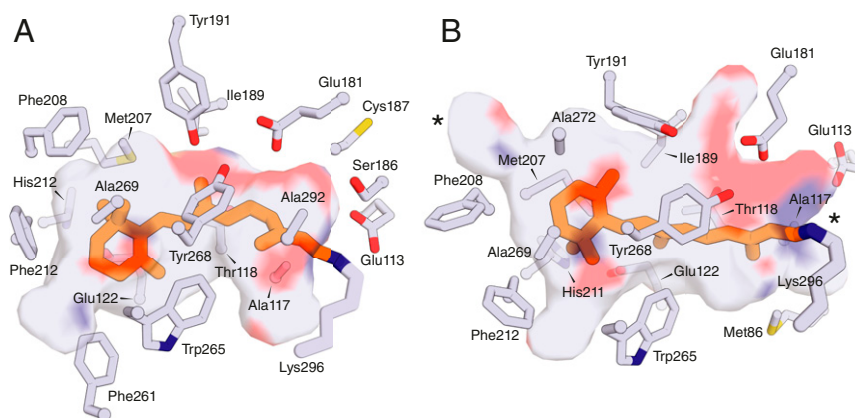 A
Tyr191
Ile189
Glu181
Cys187
Phe208
Met207
Ser186
His212
Ala269
Ala292
Phe212
Tyr268
Thr118
Glu113
Glu122
Ala117
Trp265
Lys296
Phe261
B
Glu181
Tyr191
*
Ala272
Glu113
Met207
Ile189
Phe208
Thr118
Ala117
*
Ala269
Tyr268
Glu122
His211
Lys296
Phe212
Met86
Trp265